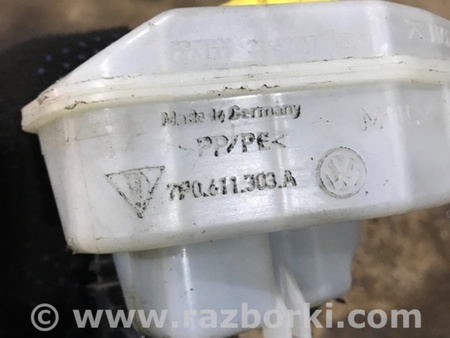 Made in Germany
>PP/PE<
7P0.611.303.A
© www.razborki.com